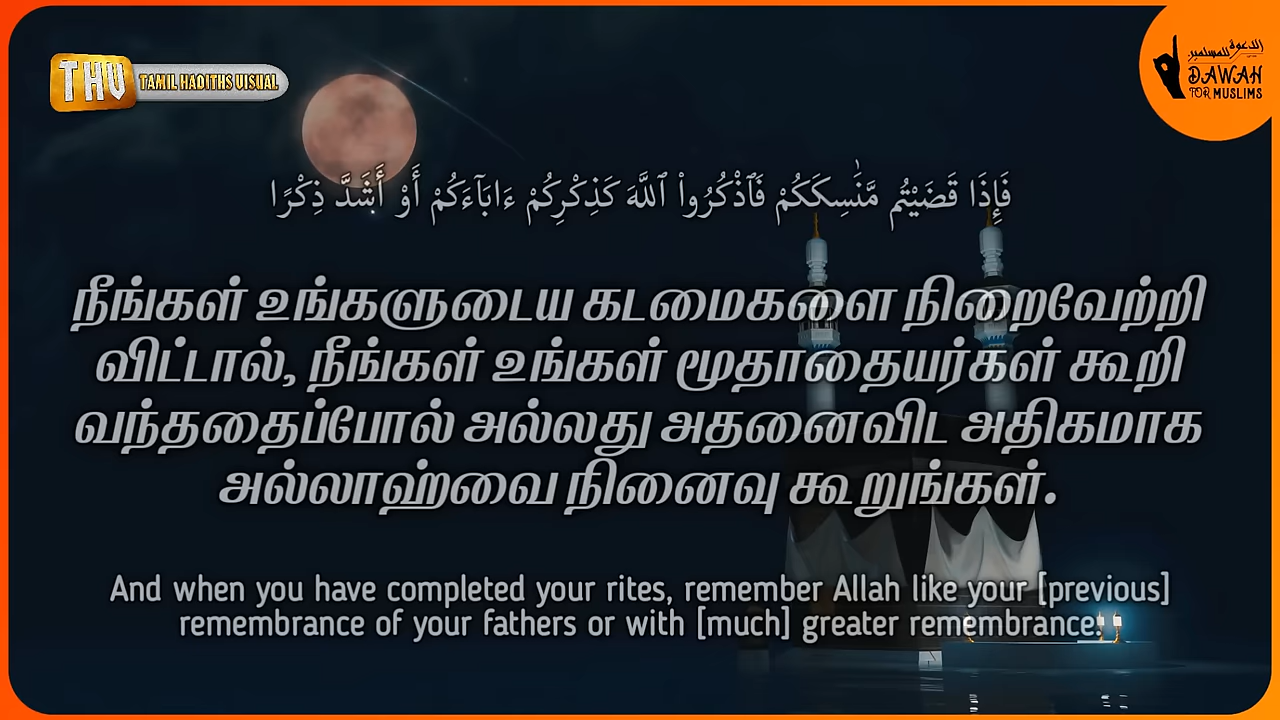 THV
TAMIL HADITHS VISUAL
الدعوة للمسلمين
DAWAH
FOR MUSLIMS
فَإِذَا قَضَيْتُم مَّنَٰسِكَكُمْ فَٱذْكُرُوا۟ ٱللَّهَ كَذِكْرِكُمْ ءَابَآءَكُمْ أَوْ أَشَدَّ ذِكْرًا
நீங்கள் உங்களுடைய கடமைகளை நிறைவேற்றி
விட்டால், நீங்கள் உங்கள் மூதாதையர்கள் கூறி
வந்ததைப்போல் அல்லது அதனைவிட அதிகமாக
அல்லாஹ்வை நினைவு கூறுங்கள்.
And when you have completed your rites, remember Allah like your [previous]
remembrance of your fathers or with [much] greater remembrance.